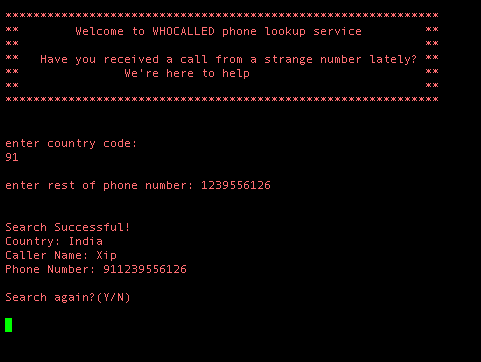 **************************************************************
** Welcome to WHOCALLED phone lookup service **
** **
** Have you received a call from a strange number lately? **
** We're here to help **
** **
**************************************************************
enter country code:
91
enter rest of phone number: 1239556126
Search Successful!
Country: India
Caller Name: Xip
Phone Number: 911239556126
Search again?(Y/N)